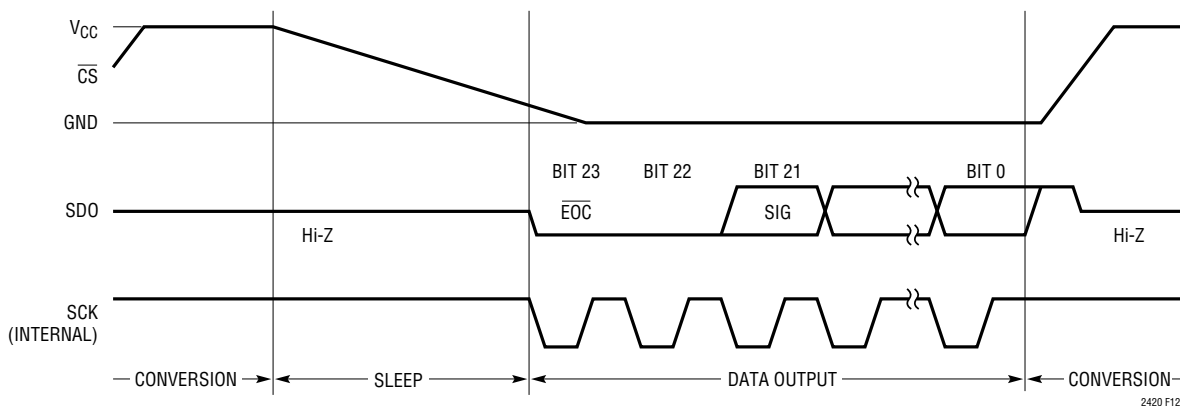 VCC
CS
GND
BIT 23 BIT 22 BIT 21 BIT 0
SDO EOC SIG
Hi-Z Hi-Z
SCK
(INTERNAL)
CONVERSION SLEEP DATA OUTPUT CONVERSION
2420 F12